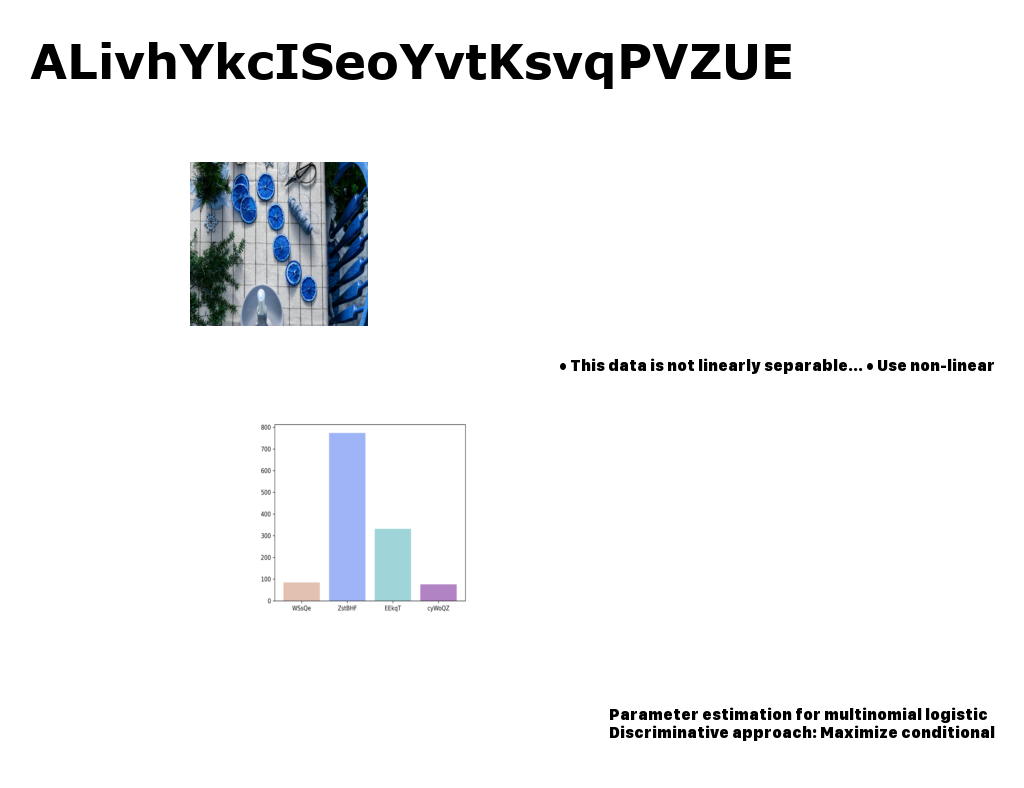 ALivhYkcISeoYvtKsvqPVZUE
• This data is not linearly separable... • Use non-linear
800
700
600
500
400
300
200
100
0
WSsQe ZstBHF EEkqT cyWoQZ
Parameter estimation for multinomial logistic
Discriminative approach: Maximize conditional